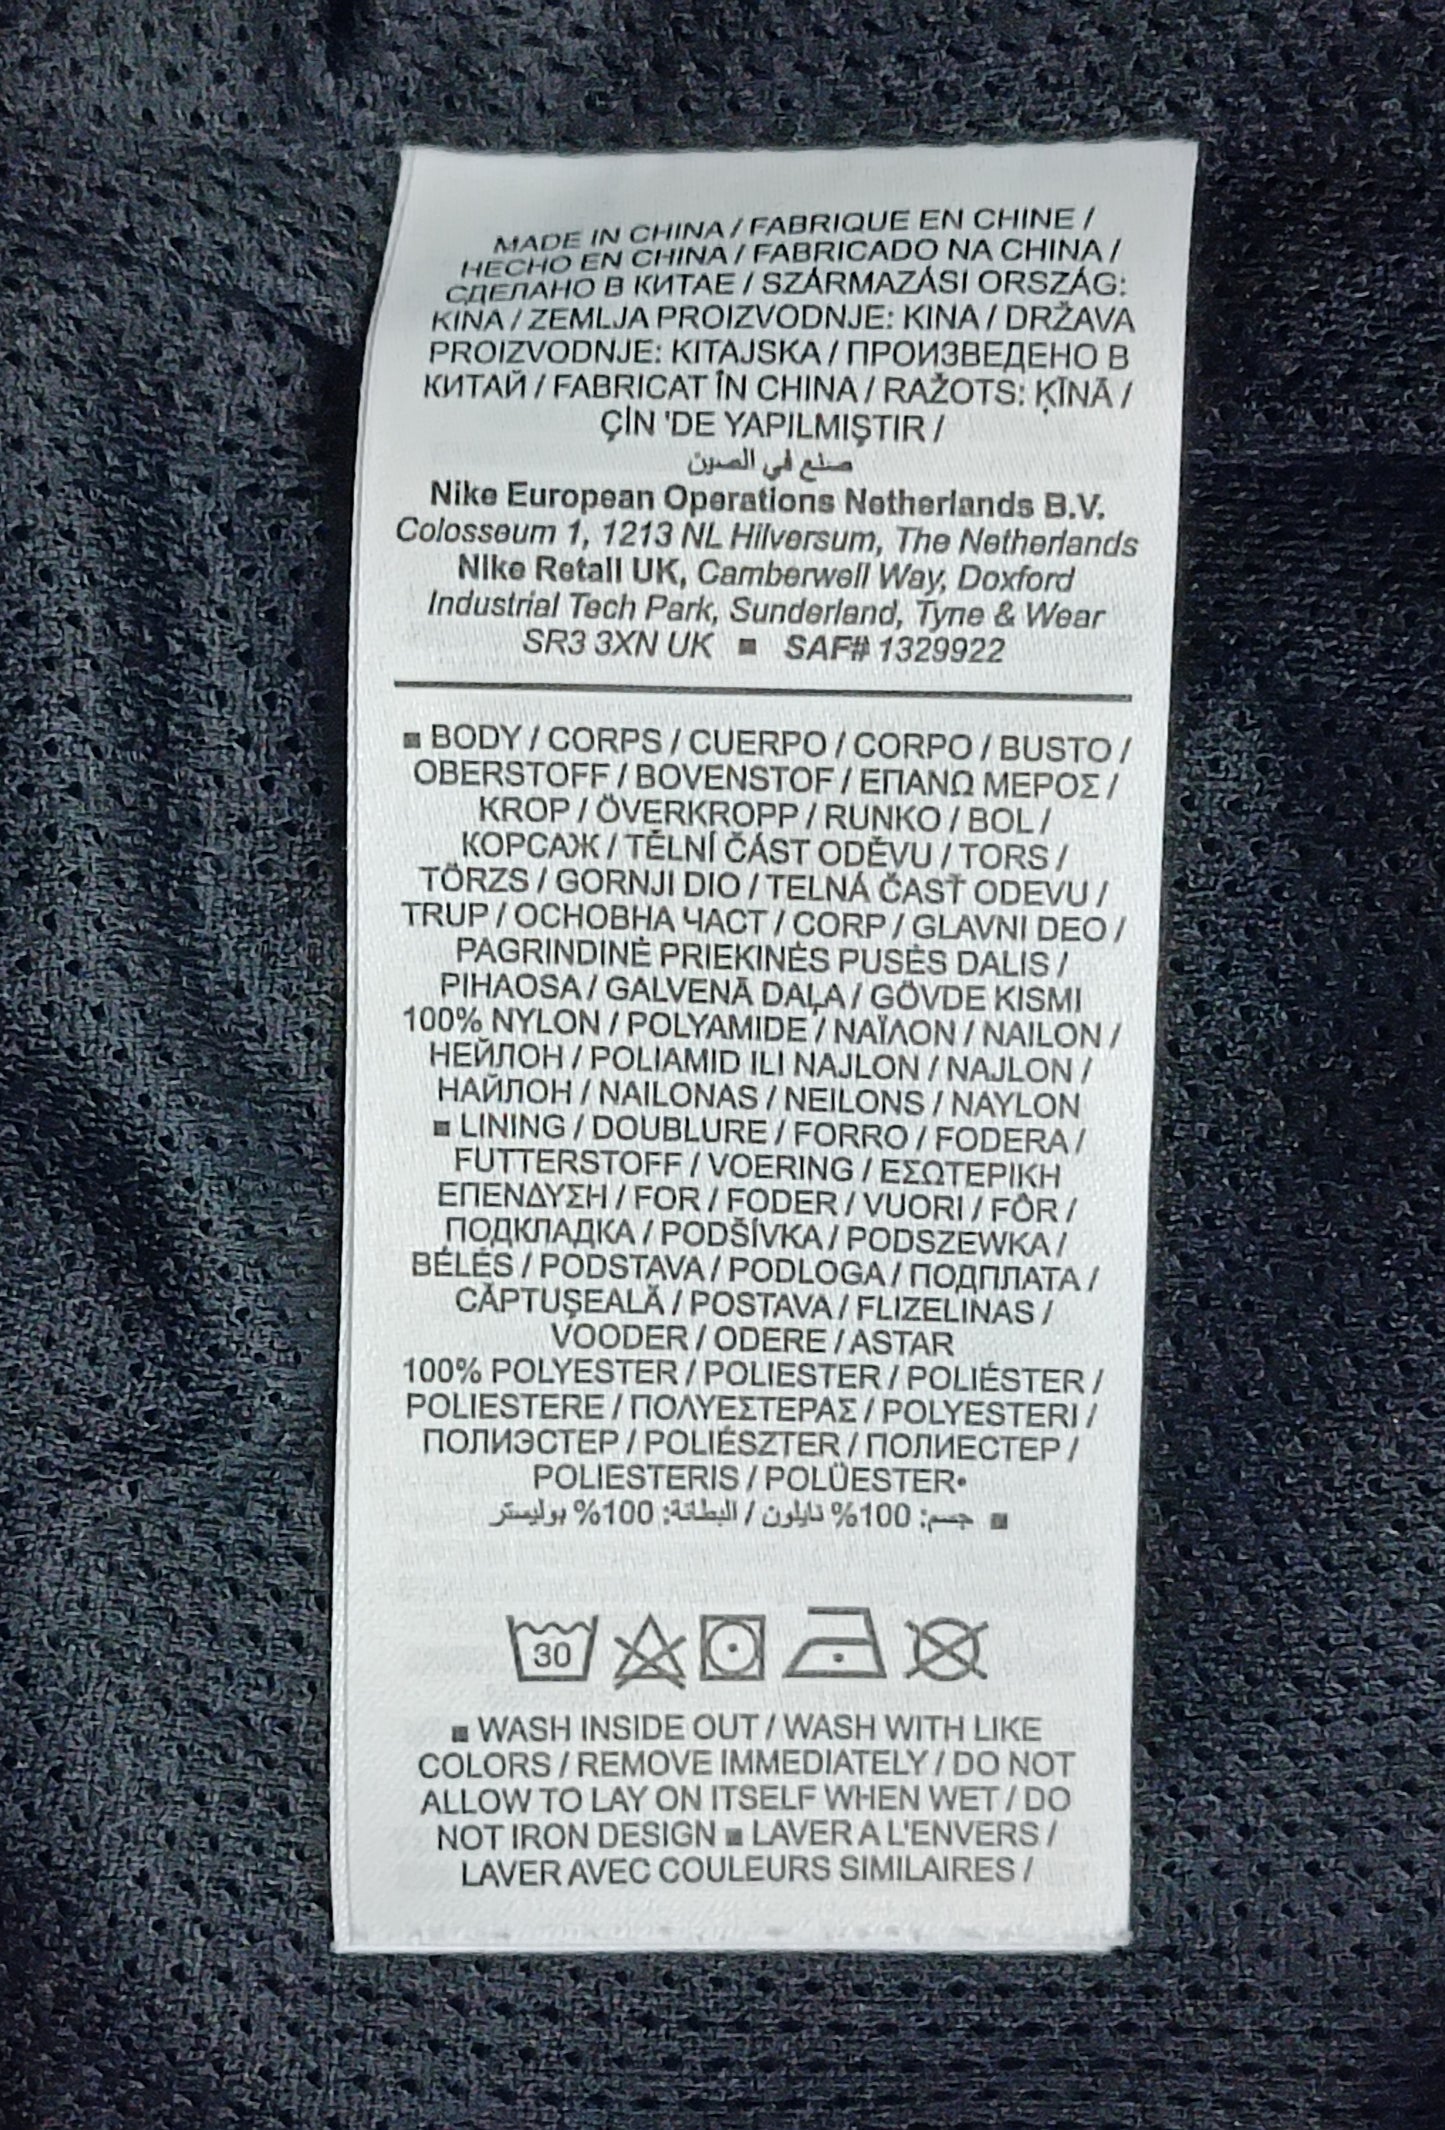 MADE IN CHINA / FABRIQUE EN CHINE /
HECHO EN CHINA / FABRICADO NA CHINA /
СДЕЛАНО В КИТАЕ / SZÁRMAZÁSI ORSZÁG:
KÍNA / ZEMLJA PROIZVODNJE: KINA / DRŽAVA
PROIZVODNJE: KITAJSKA / ПРОИЗВЕДЕНО В
КИТАЙ / FABRICAT ÎN CHINA / RAŽOTS: ĶĪNĀ /
ÇİN 'DE YAPILMIŞTIR /
صنع في الصين
Nike European Operations Netherlands B.V.
Colosseum 1, 1213 NL Hilversum, The Netherlands
Nike Retail UK, Camberwell Way, Doxford
Industrial Tech Park, Sunderland, Tyne & Wear
SR3 3XN UK ■ SAF# 1329922
■ BODY / CORPS / CUERPO / CORPO / BUSTO /
OBERSTOFF / BOVENSTOF / ΕΠΑΝΩ ΜΕΡΟΣ /
KROP / ÖVERKROPP / RUNKO / BOL /
КОРСАЖ / TĚLNÍ ČÁST ODĚVU / TORS /
TÖRZS / GORNJI DIO / TELNÁ ČASŤ ODEVU /
TRUP / ОСНОВНА ЧАСТ / CORP / GLAVNI DEO /
PAGRINDINĖ PRIEKINĖS PUSĖS DALIS /
PIHAOSA / GALVENĀ DAĻA / GÖVDE KISMI
100% NYLON / POLYAMIDE / ΝΑΪΛΟΝ / NAILON /
НЕЙЛОН / POLIAMID ILI NAJLON / NAJLON /
НАЙЛОН / NAILONAS / NEILONS / NAYLON
■ LINING / DOUBLURE / FORRO / FODERA /
FUTTERSTOFF / VOERING / ΕΣΩΤΕΡΙΚΗ
ΕΠΕΝΔΥΣΗ / FOR / FODER / VUORI / FÔR /
ПОДКЛАДКА / PODŠÍVKA / PODSZEWKA /
BÉLÉS / PODSTAVA / PODLOGA / ПОДПЛАТА /
CĂPTUŞEALĂ / POSTAVA / FLIZELINAS /
VOODER / ODERE / ASTAR
100% POLYESTER / POLIESTER / POLIÉSTER /
POLIESTERE / ΠΟΛΥΕΣΤΕΡΑΣ / POLYESTERI /
ПОЛИЭСТЕР / POLIÉSZTER / ПОЛИЕСТЕР /
POLIESTERIS / POLÜESTER•
■ جسم: 100% نايلون / البطانة: 100% بوليستر
30
■ WASH INSIDE OUT / WASH WITH LIKE
COLORS / REMOVE IMMEDIATELY / DO NOT
ALLOW TO LAY ON ITSELF WHEN WET / DO
NOT IRON DESIGN ■ LAVER A L'ENVERS /
LAVER AVEC COULEURS SIMILAIRES /